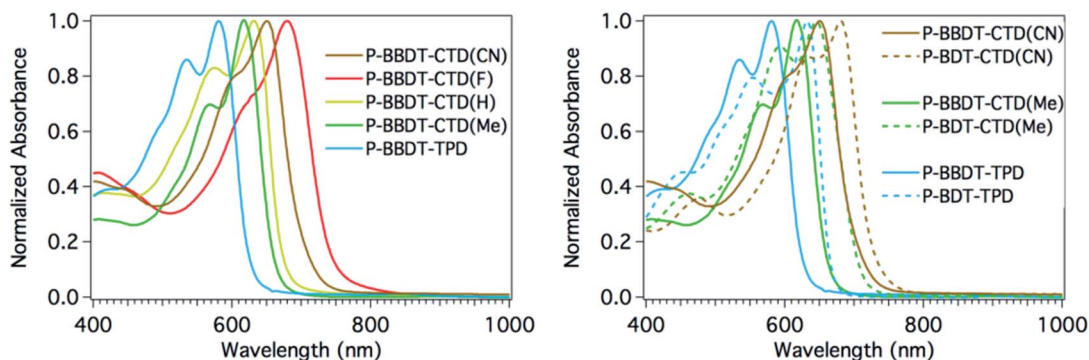 Normalized Absorbance
1.0
0.8
0.6
0.4
0.2
0.0
400
600
800
1000
Wavelength (nm)
P-BBDT-CTD(CN)
P-BBDT-CTD(F)
P-BBDT-CTD(H)
P-BBDT-CTD(Me)
P-BBDT-TPD
Normalized Absorbance
1.0
0.8
0.6
0.4
0.2
0.0
400
600
800
1000
Wavelength (nm)
P-BBDT-CTD(CN)
P-BDT-CTD(CN)
P-BBDT-CTD(Me)
P-BDT-CTD(Me)
P-BBDT-TPD
P-BDT-TPD